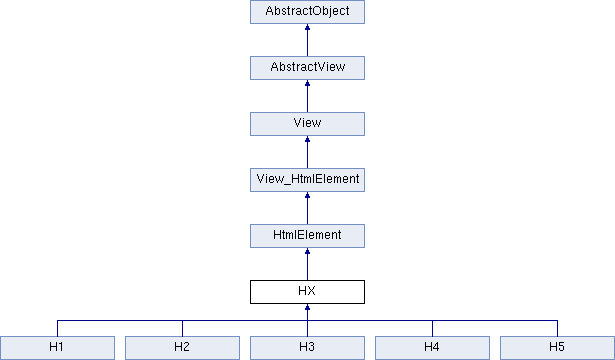 AbstractObject
AbstractView
View
View_HtmlElement
HtmlElement
HX
H1 H2 H3 H4 H5